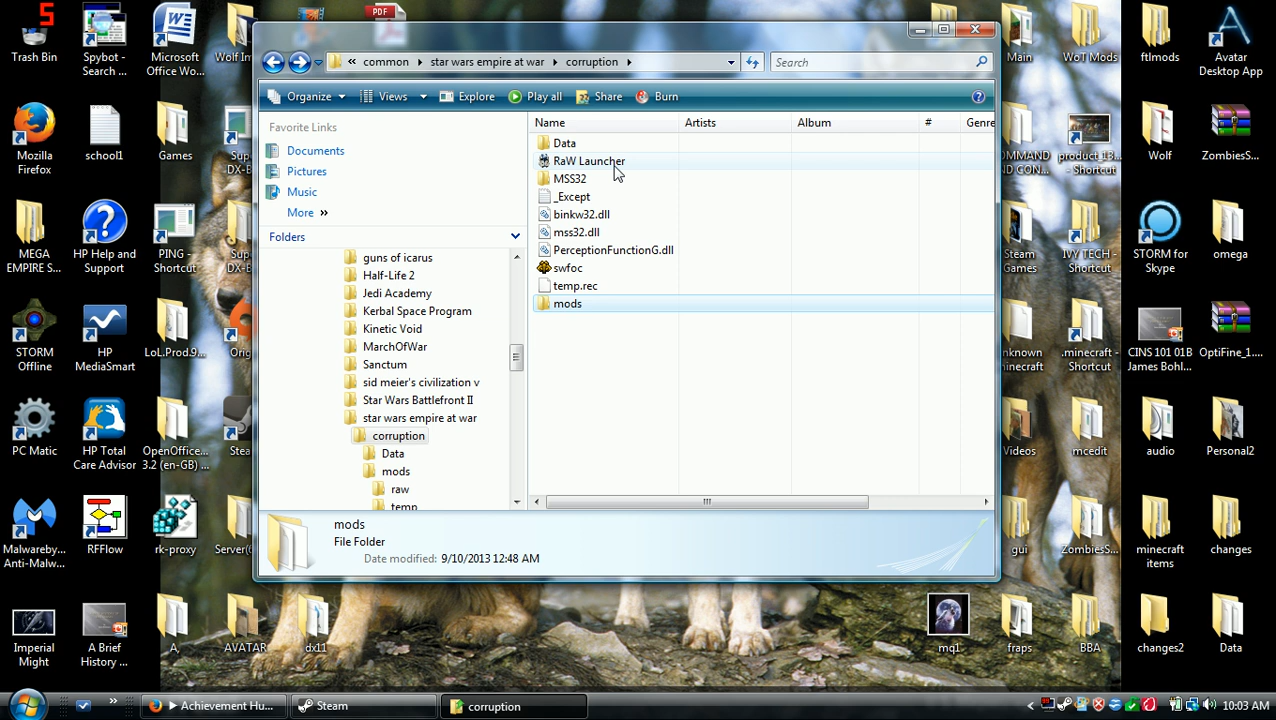 5
Trash Bin
Spybot -
Search ...
Microsoft
Office Wo...
Wolf Im
PDF
Main
WoT Mods
ftlmods
Avatar
Desktop App
« common
star wars empire at war
corruption
Search
Organize
Views
Explore
Play all
Share
Burn
Favorite Links
Documents
Pictures
Music
More »
Folders
guns of icarus
Half-Life 2
Jedi Academy
Kerbal Space Program
Kinetic Void
MarchOfWar
Sanctum
sid meier's civilization v
Star Wars Battlefront II
star wars empire at war
corruption
Data
mods
raw
temp
Name
Artists
Album
#
Genre
Data
RaW Launcher
MSS32
_Except
binkw32.dll
mss32.dll
PerceptionFunctionG.dll
swfoc
temp.rec
mods
mods
File Folder
Date modified: 9/10/2013 12:48 AM
Mozilla
Firefox
school1
Games
Sup
DX-B
OMMAND
ND CON...
product_13...
- Shortcut
Wolf
ZombiesS...
MEGA
EMPIRE S...
HP Help and
Support
PING -
Shortcut
Sup
DX-E
Steam
Games
IVY TECH -
Shortcut
STORM for
Skype
omega
STORM
Offline
HP
MediaSmart
LoL.Prod.9...
Orig
nknown
minecraft
.minecraft -
Shortcut
CINS 101 01B
James Bohl...
OptiFine_1....
PC Matic
HP Total
Care Advisor
OpenOffice...
3.2 (en-GB) ...
Stea
Videos
mcedit
audio
Personal2
Malwareby...
Anti-Malw...
RFFlow
rk-proxy
Server(
gui
ZombiesS...
minecraft
items
changes
Imperial
Might
A Brief
History ...
A,
AVATAR
dx11
mq1
fraps
BBA
changes2
Data
»
Achievement Hu...
Steam
corruption
10:03 AM